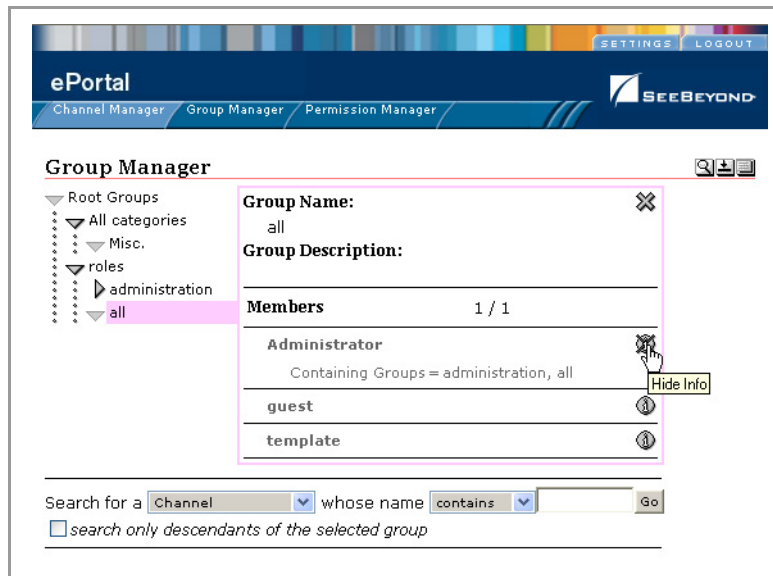 SETTINGS LOGOUT
ePortal
SEEBEYOND
Channel Manager Group Manager Permission Manager
Group Manager
Root Groups
All categories
Misc.
roles
administration
all
Group Name:
all
Group Description:
Members 1 / 1
Administrator
Containing Groups = administration, all
Hide Info
guest
template
Search for a Channel whose name contains Go
search only descendants of the selected group